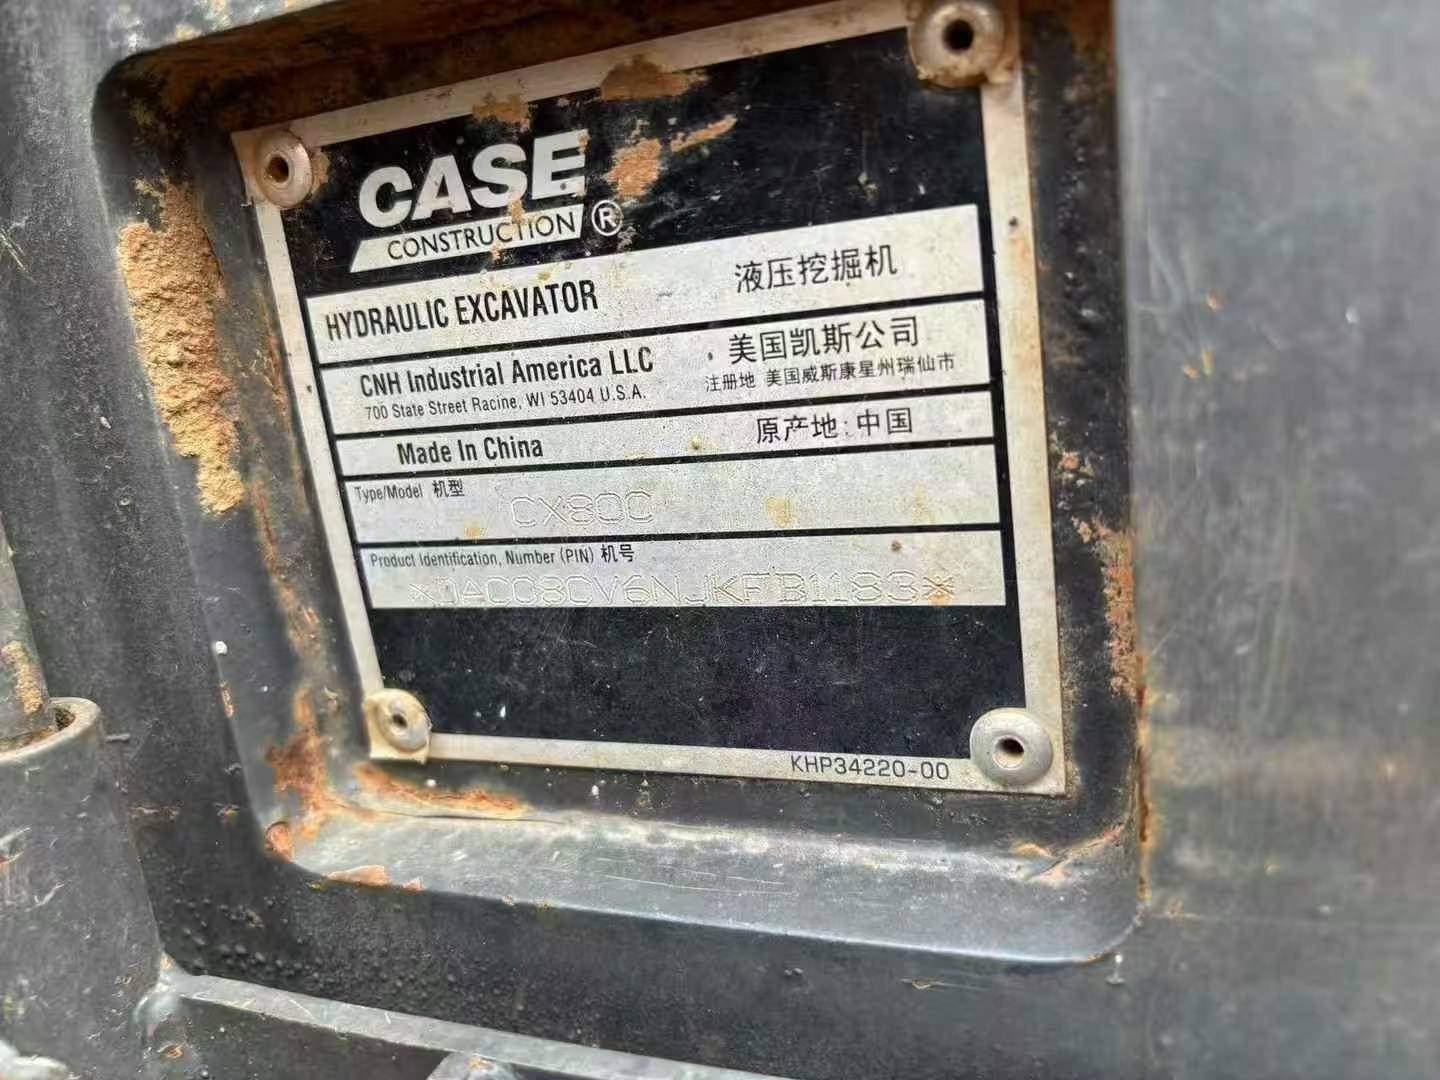 CASE
CONSTRUCTION ®
HYDRAULIC EXCAVATOR 液压挖掘机
CNH Industrial America LLC 美国凯斯公司
700 State Street Racine, WI 53404 U.S.A. 注册地 美国威斯康星州瑞仙市
Made In China 原产地:中国
Type/Model 机型
CX80C
Product Identification, Number (PIN) 机号
KHP34220-00